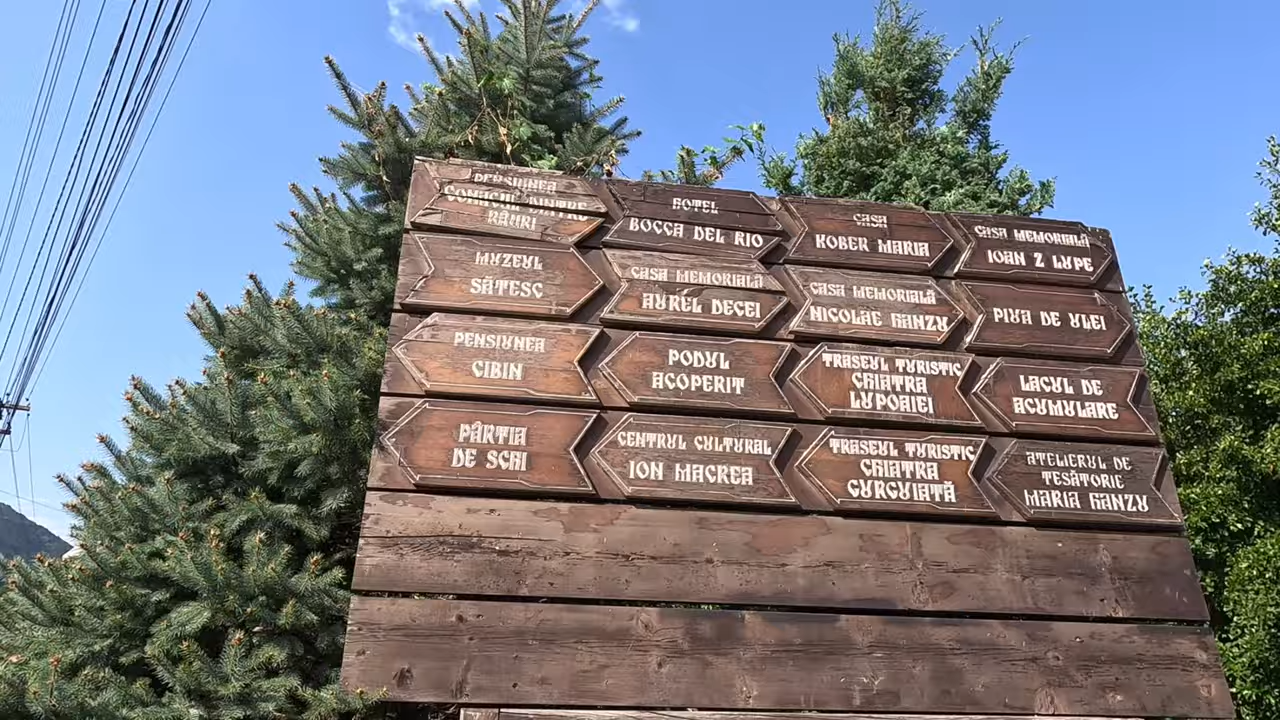 PENSIUNEA
CONACUL DINTRE
RÂURI
HOTEL
BOCCA DEL RIO
CASA
KOBER MARIA
CASA MEMORIALĂ
IOAN Z LUPE
MUZEUL
SĂTESC
CASA MEMORIALĂ
AUREL DECEI
CASA MEMORIALĂ
NICOLAE HANZU
PIUA DE ULEI
PENSIUNEA
CIBIN
PODUL
ACOPERIT
TRASEUL TURISTIC
CHIATRA
LUPOAIEI
LACUL DE
ACUMULARE
PÂRTIA
DE SCHI
CENTRUL CULTURAL
ION MACREA
TRASEUL TURISTIC
CHIATRA
GURGUIATĂ
ATELIERUL DE
TESĂTORIE
MARIA HANZU